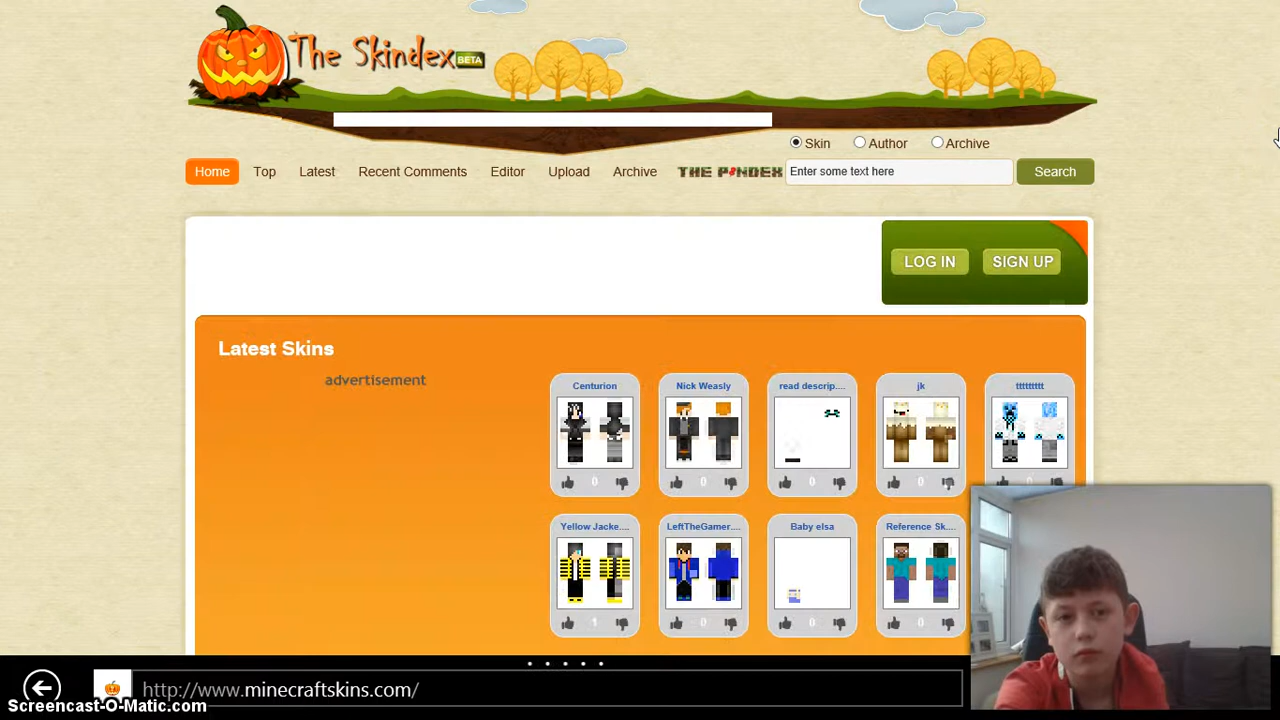 The Skindex BETA
Skin Author Archive
Home Top Latest Recent Comments Editor Upload Archive THE PINDEX Enter some text here Search
LOG IN SIGN UP
Latest Skins
advertisement
Centurion Nick Weasly read descrip.... jk ttttttttt
0 0 0 0 0
Yellow Jacke.... LeftTheGamer.... Baby elsa Reference Sk....
1 0 0 0
http://www.minecraftskins.com/
Screencast-O-Matic.com